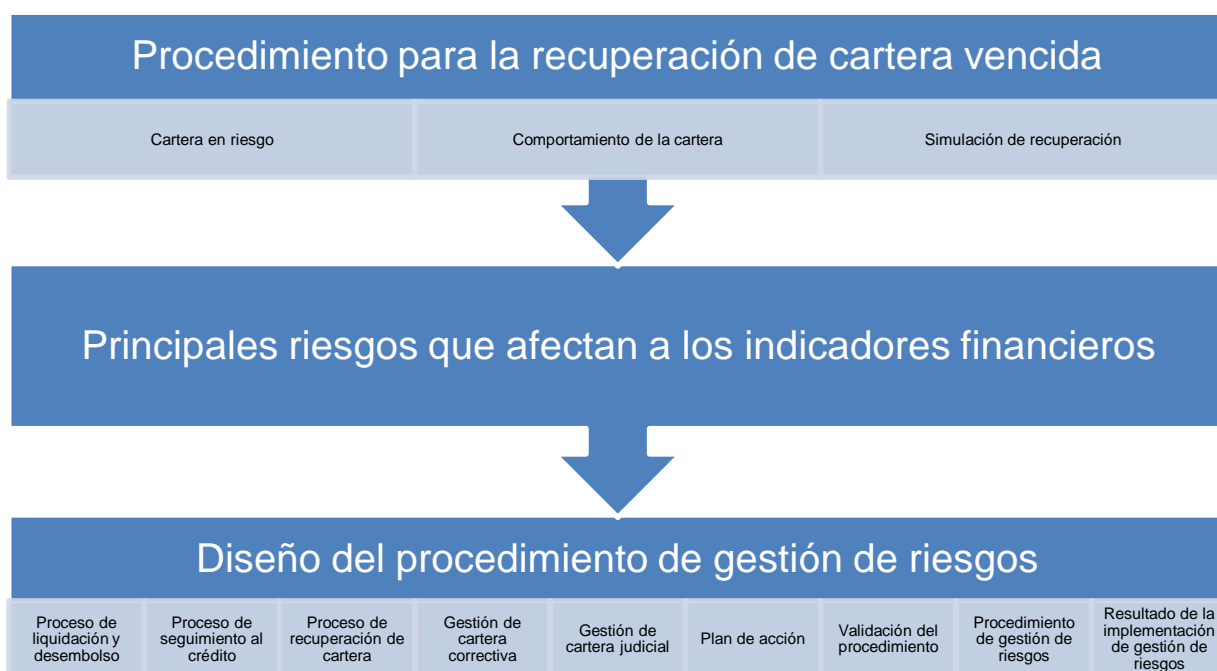 Procedimiento para la recuperación de cartera vencida
Cartera en riesgo
Comportamiento de la cartera
Simulación de recuperación
Principales riesgos que afectan a los indicadores financieros
Diseño del procedimiento de gestión de riesgos
Proceso de
liquidación y
desembolso
Proceso de
seguimiento al
crédito
Proceso de
recuperación de
cartera
Gestión de
cartera
correctiva
Gestión de
cartera judicial
Plan de acción
Validación del
procedimiento
Procedimiento
de gestión de
riesgos
Resultado de la
implementación
de gestión de
riesgos